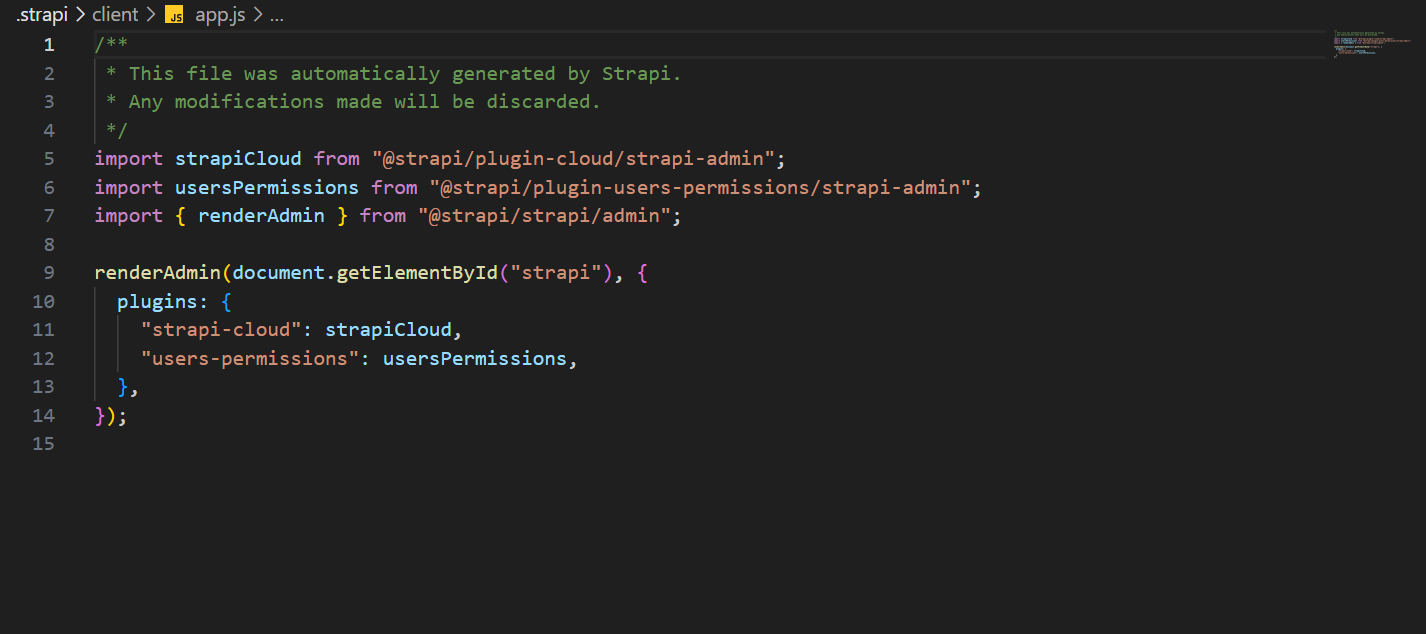 .strapi > client > JS app.js > ...
1 /**
2  * This file was automatically generated by Strapi.
3  * Any modifications made will be discarded.
4  */
5 import strapiCloud from "@strapi/plugin-cloud/strapi-admin";
6 import usersPermissions from "@strapi/plugin-users-permissions/strapi-admin";
7 import { renderAdmin } from "@strapi/strapi/admin";
8
9 renderAdmin(document.getElementById("strapi"), {
10   plugins: {
11     "strapi-cloud": strapiCloud,
12     "users-permissions": usersPermissions,
13   },
14 });
15